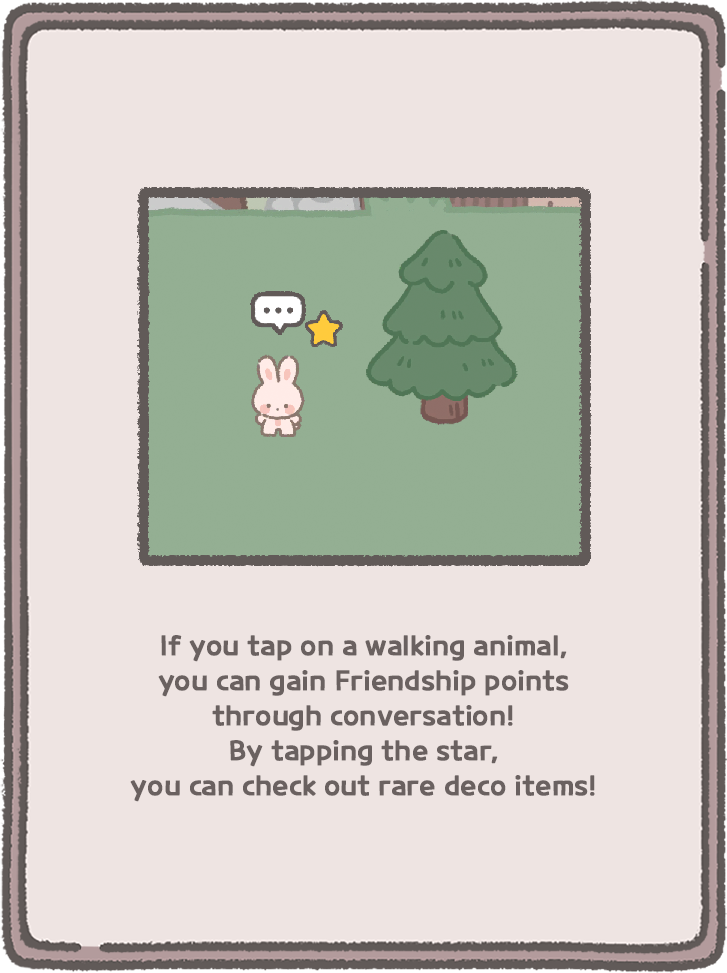 If you tap on a walking animal,
you can gain Friendship points
through conversation!
By tapping the star,
you can check out rare deco items!